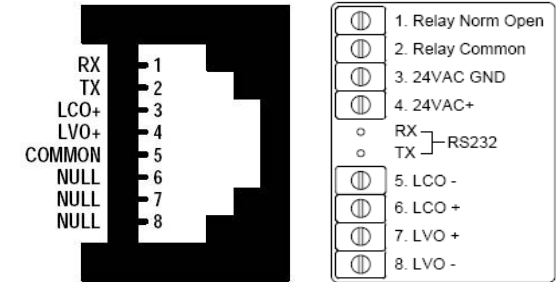 RX 1
TX 2
LCO+ 3
LVO+ 4
COMMON 5
NULL 6
NULL 7
NULL 8
1. Relay Norm Open
2. Relay Common
3. 24VAC GND
4. 24VAC+
RX
RS232
TX
5. LCO -
6. LCO +
7. LVO +
8. LVO -